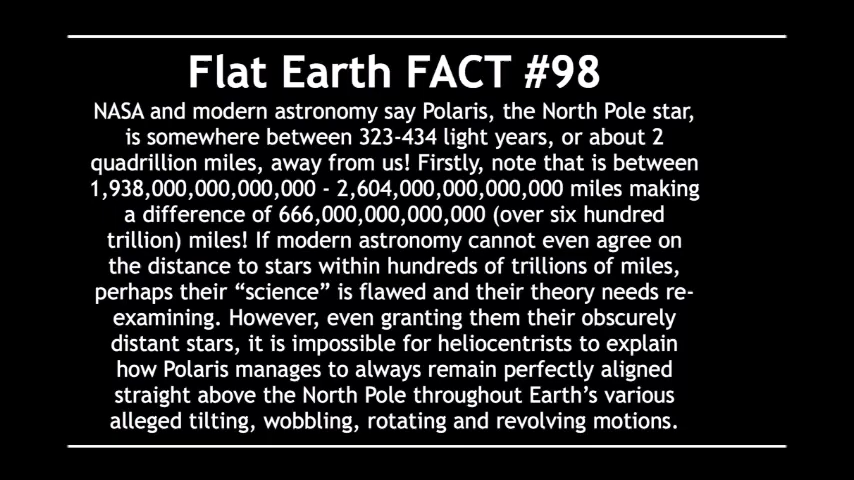 Flat Earth FACT #98
NASA and modern astronomy say Polaris, the North Pole star,
is somewhere between 323-434 light years, or about 2
quadrillion miles, away from us! Firstly, note that is between
1,938,000,000,000,000 - 2,604,000,000,000,000 miles making
a difference of 666,000,000,000,000 (over six hundred
trillion) miles! If modern astronomy cannot even agree on
the distance to stars within hundreds of trillions of miles,
perhaps their “science” is flawed and their theory needs re-
examining. However, even granting them their obscurely
distant stars, it is impossible for heliocentrists to explain
how Polaris manages to always remain perfectly aligned
straight above the North Pole throughout Earth’s various
alleged tilting, wobbling, rotating and revolving motions.